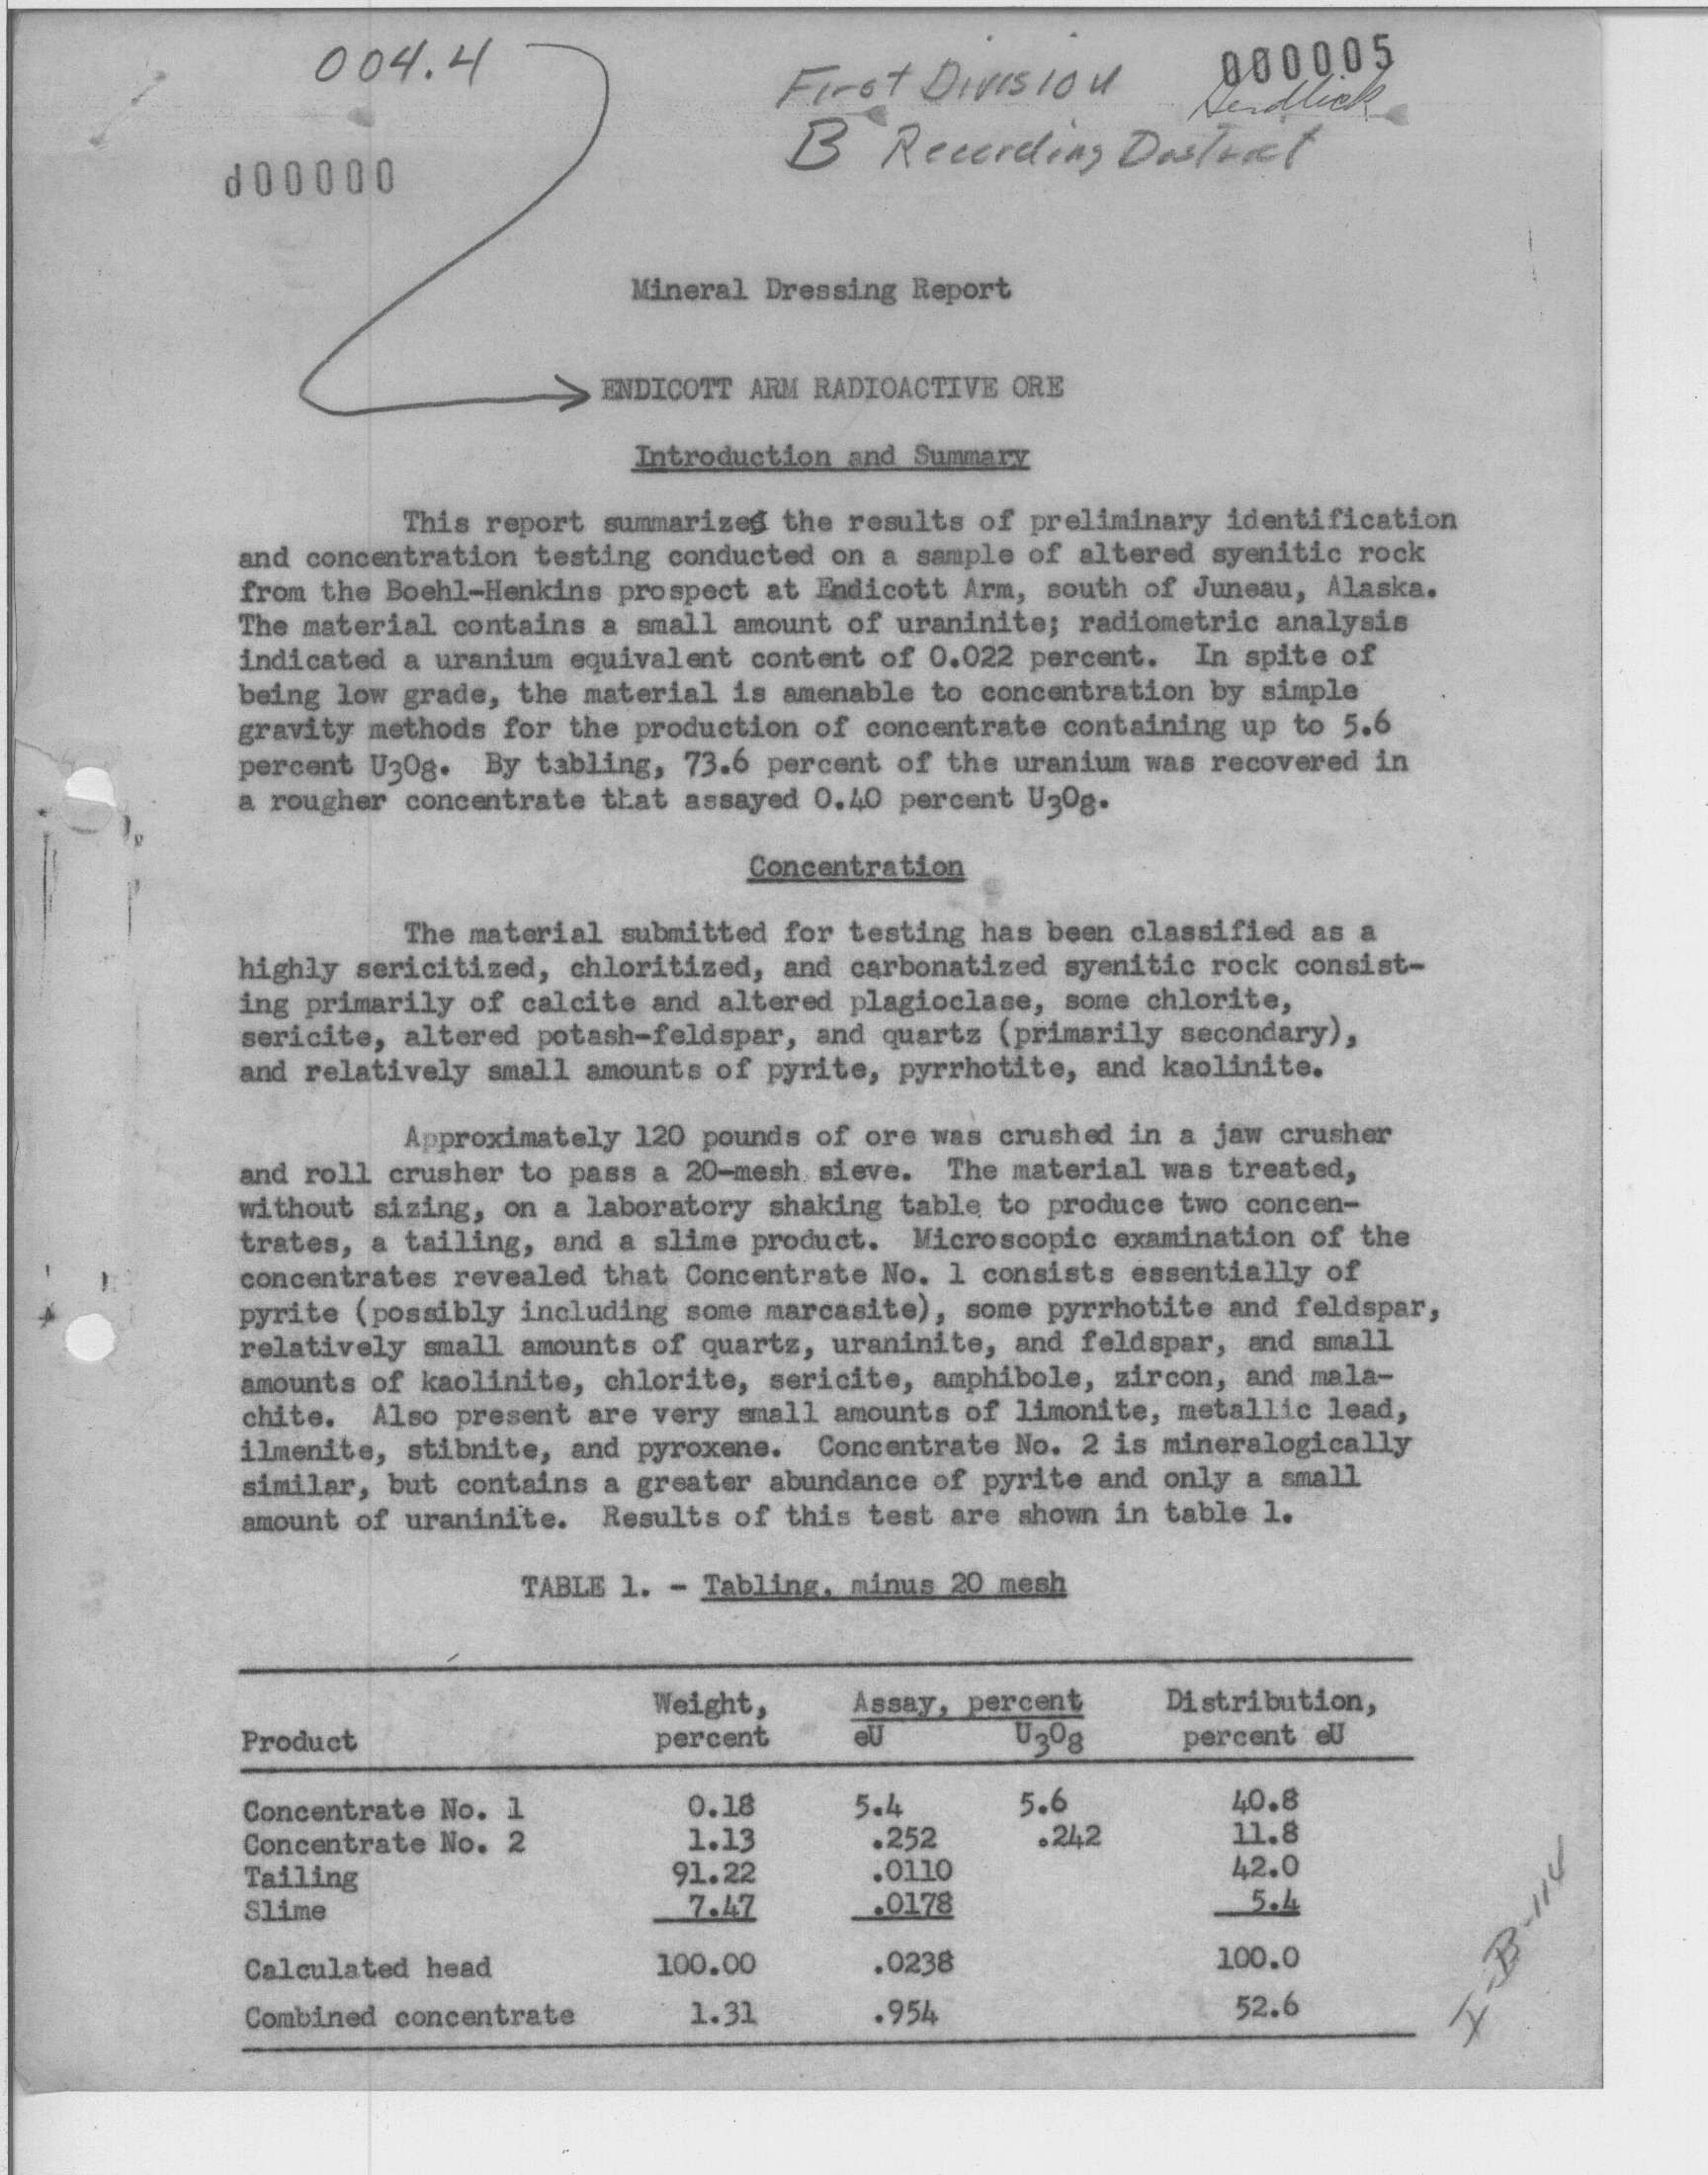 004.4
First Division
000005
B Recording District
d00000
Mineral Dressing Report
ENDICOTT ARM RADIOACTIVE ORE
Introduction and Summary
This report summarizes the results of preliminary identification
and concentration testing conducted on a sample of altered syenitic rock
from the Boehl-Henkins prospect at Endicott Arm, south of Juneau, Alaska.
The material contains a small amount of uraninite; radiometric analysis
indicated a uranium equivalent content of 0.022 percent. In spite of
being low grade, the material is amenable to concentration by simple
gravity methods for the production of concentrate containing up to 5.6
percent U3O8. By tabling, 73.6 percent of the uranium was recovered in
a rougher concentrate that assayed 0.40 percent U3O8.
Concentration
The material submitted for testing has been classified as a
highly sericitized, chloritized, and carbonatized syenitic rock consist-
ing primarily of calcite and altered plagioclase, some chlorite,
sericite, altered potash-feldspar, and quartz (primarily secondary),
and relatively small amounts of pyrite, pyrrhotite, and kaolinite.
Approximately 120 pounds of ore was crushed in a jaw crusher
and roll crusher to pass a 20-mesh sieve. The material was treated,
without sizing, on a laboratory shaking table to produce two concen-
trates, a tailing, and a slime product. Microscopic examination of the
concentrates revealed that Concentrate No. 1 consists essentially of
pyrite (possibly including some marcasite), some pyrrhotite and feldspar,
relatively small amounts of quartz, uraninite, and feldspar, and small
amounts of kaolinite, chlorite, sericite, amphibole, zircon, and mala-
chite. Also present are very small amounts of limonite, metallic lead,
ilmenite, stibnite, and pyroxene. Concentrate No. 2 is mineralogically
similar, but contains a greater abundance of pyrite and only a small
amount of uraninite. Results of this test are shown in table 1.
TABLE 1. - Tabling, minus 20 mesh
Weight, Assay, percent Distribution,
Product percent eU U3O8 percent eU
Concentrate No. 1 0.18 5.4 5.6 40.8
Concentrate No. 2 1.13 .252 .242 11.8
Tailing 91.22 .0110 42.0
Slime 7.47 .0178 5.4
Calculated head 100.00 .0238 100.0
Combined concentrate 1.31 .954 52.6